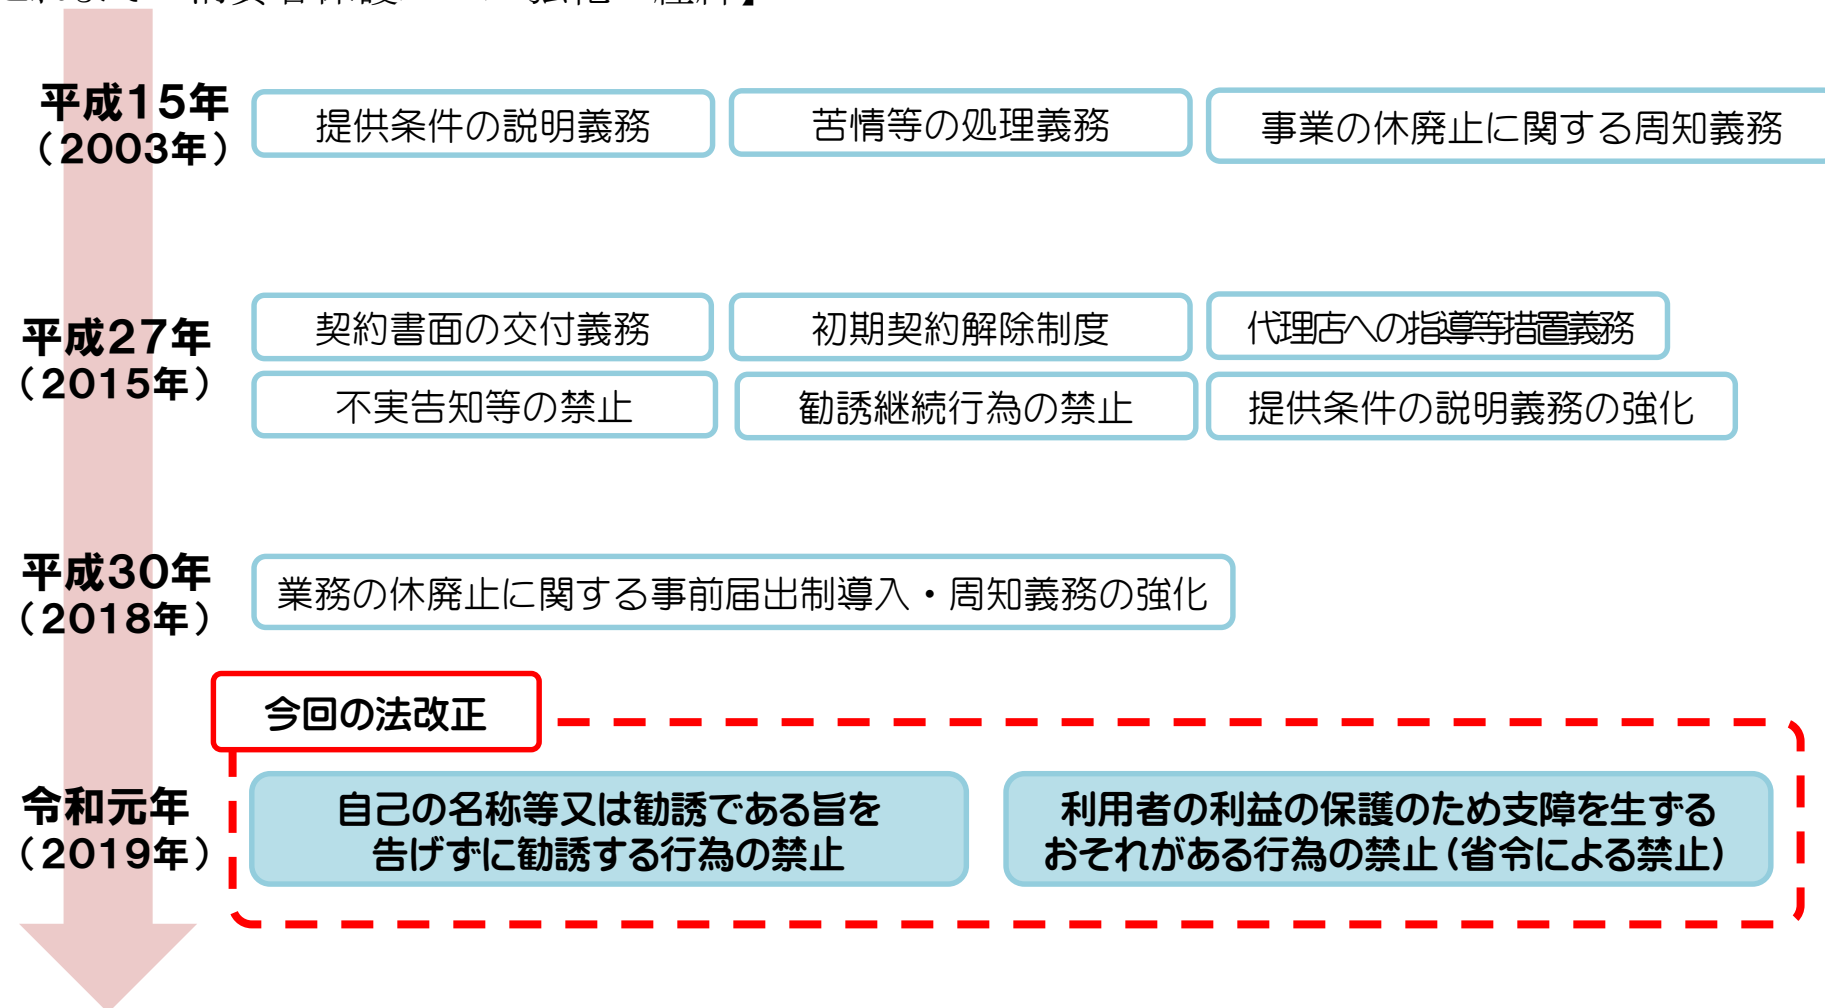 平成15年
（2003年）
提供条件の説明義務
苦情等の処理義務
事業の休廃止に関する周知義務
平成27年
（2015年）
契約書面の交付義務
初期契約解除制度
代理店への指導等措置義務
不実告知等の禁止
勧誘継続行為の禁止
提供条件の説明義務の強化
平成30年
（2018年）
業務の休廃止に関する事前届出制導入・周知義務の強化
今回の法改正
令和元年
（2019年）
自己の名称等又は勧誘である旨を
告げずに勧誘する行為の禁止
利用者の利益の保護のため支障を生ずる
おそれがある行為の禁止（省令による禁止）